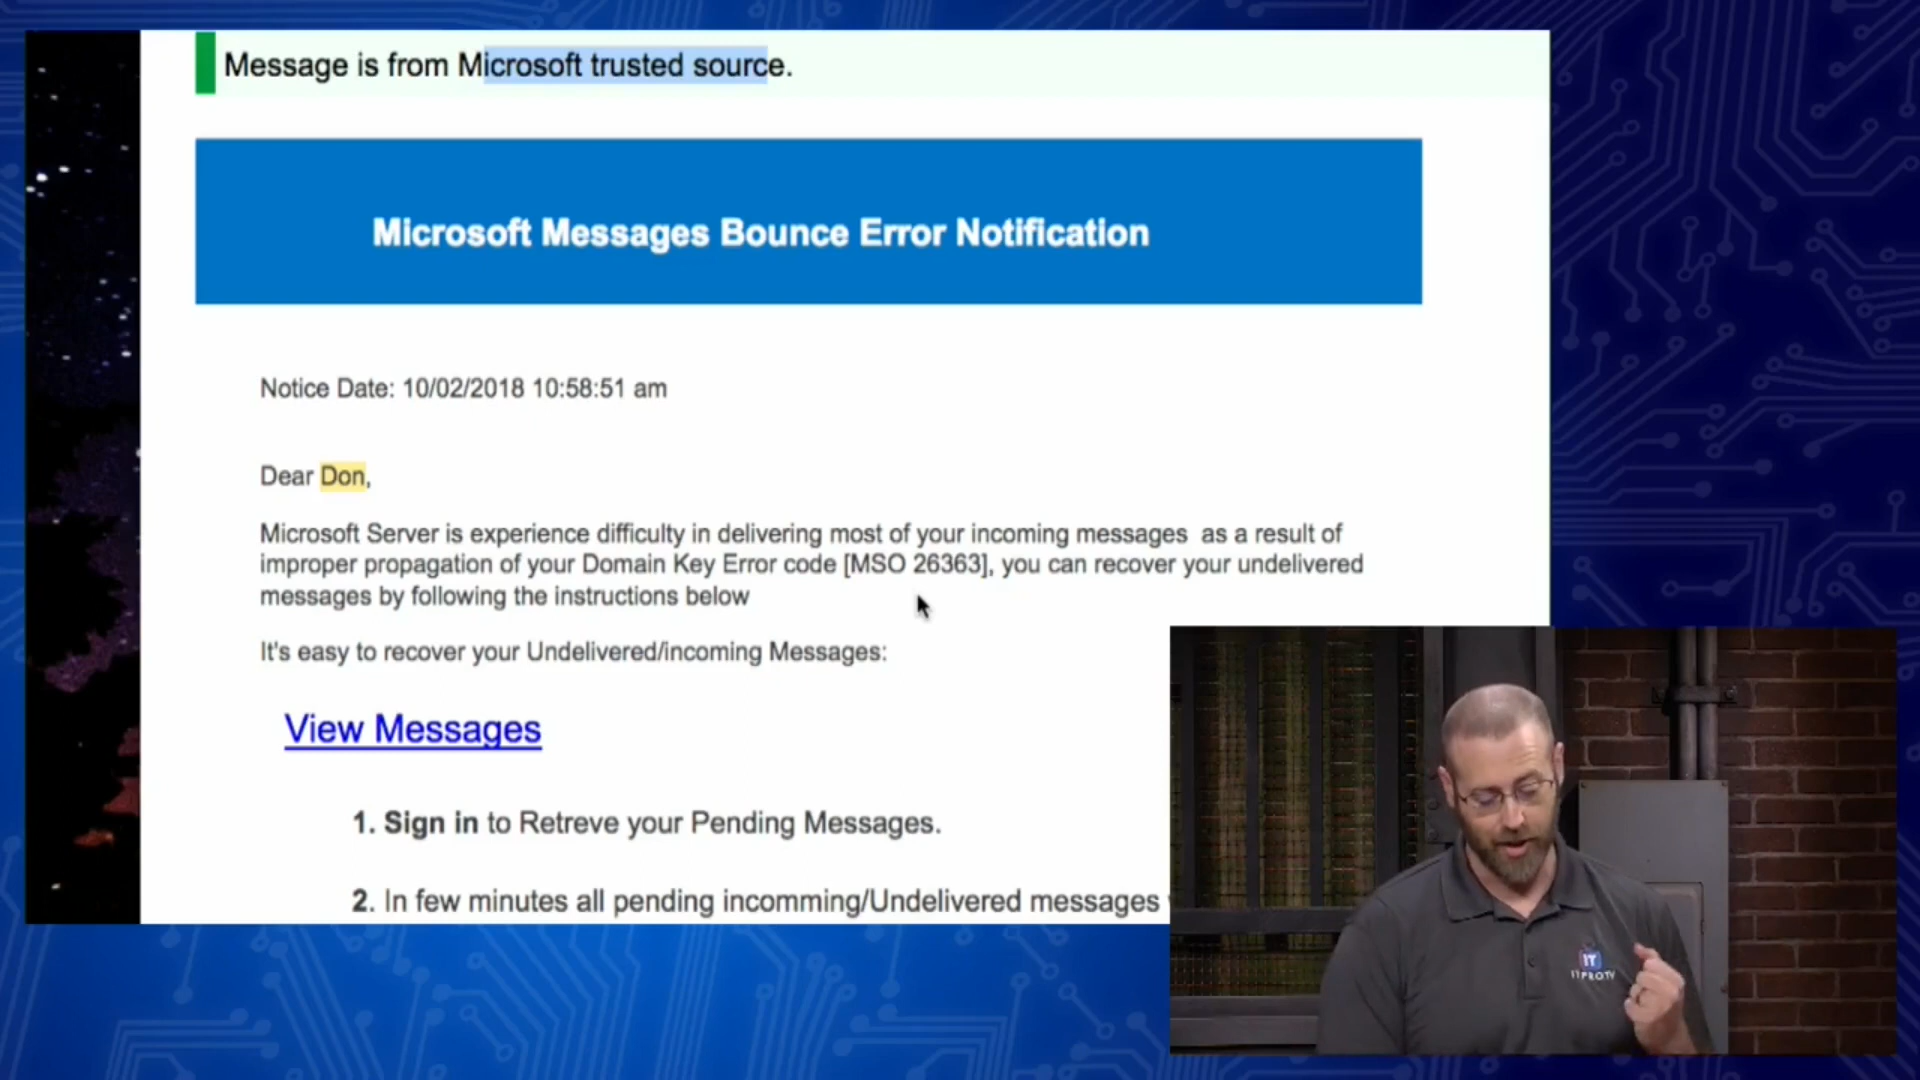 Message is from Microsoft trusted source.
Microsoft Messages Bounce Error Notification
Notice Date: 10/02/2018 10:58:51 am
Dear Don,
Microsoft Server is experience difficulty in delivering most of your incoming messages as a result of
improper propagation of your Domain Key Error code [MSO 26363], you can recover your undelivered
messages by following the instructions below
It's easy to recover your Undelivered/incoming Messages:
View Messages
1. Sign in to Retreve your Pending Messages.
2. In few minutes all pending incomming/Undelivered messages
IT
ITPROTV